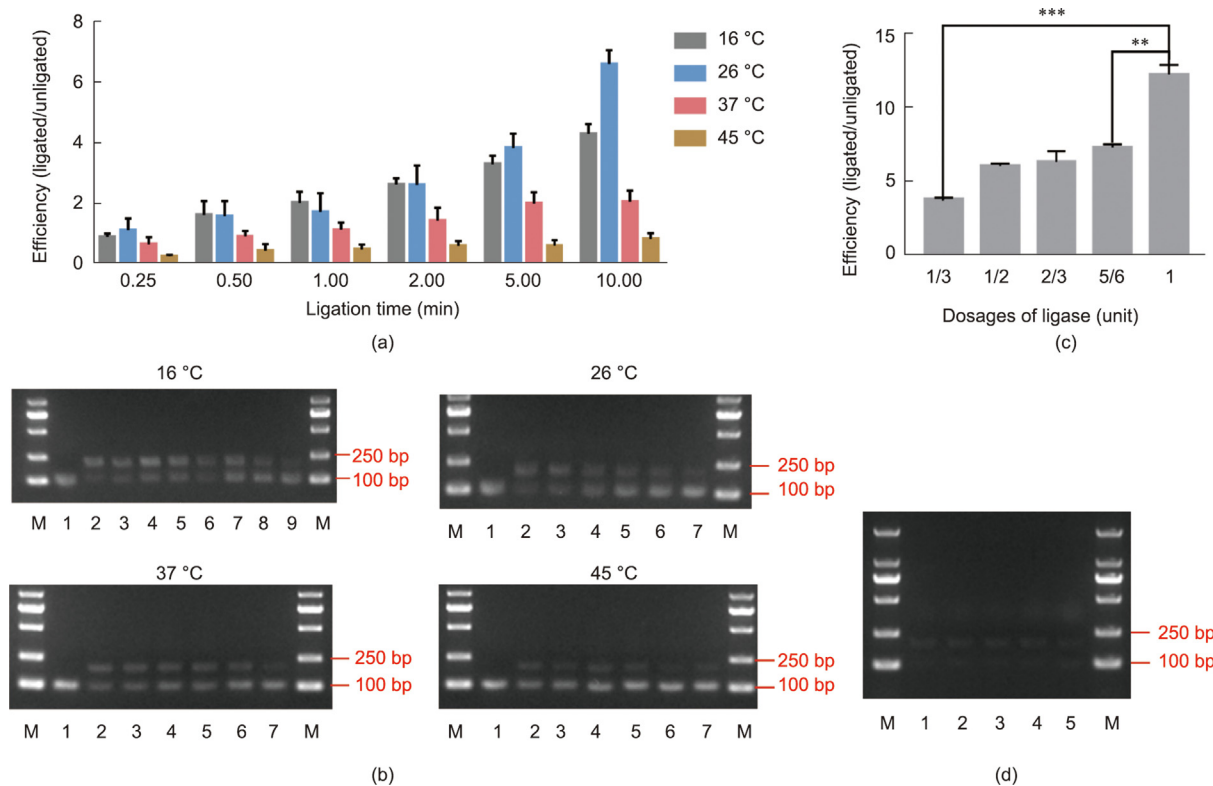 8
6
4
2
0
Efficiency (ligated/unligated)
16 °C
26 °C
37 °C
45 °C
0.25 0.50 1.00 2.00 5.00 10.00
Ligation time (min)
(a)
***
**
15
10
5
0
Efficiency (ligated/unligated)
1/3 1/2 2/3 5/6 1
Dosages of ligase (unit)
(c)
16 °C
250 bp
100 bp
M 1 2 3 4 5 6 7 8 9 M
26 °C
250 bp
100 bp
M 1 2 3 4 5 6 7 M
37 °C
250 bp
100 bp
M 1 2 3 4 5 6 7 M
45 °C
250 bp
100 bp
M 1 2 3 4 5 6 7 M
(b)
250 bp
100 bp
M 1 2 3 4 5 M
(d)